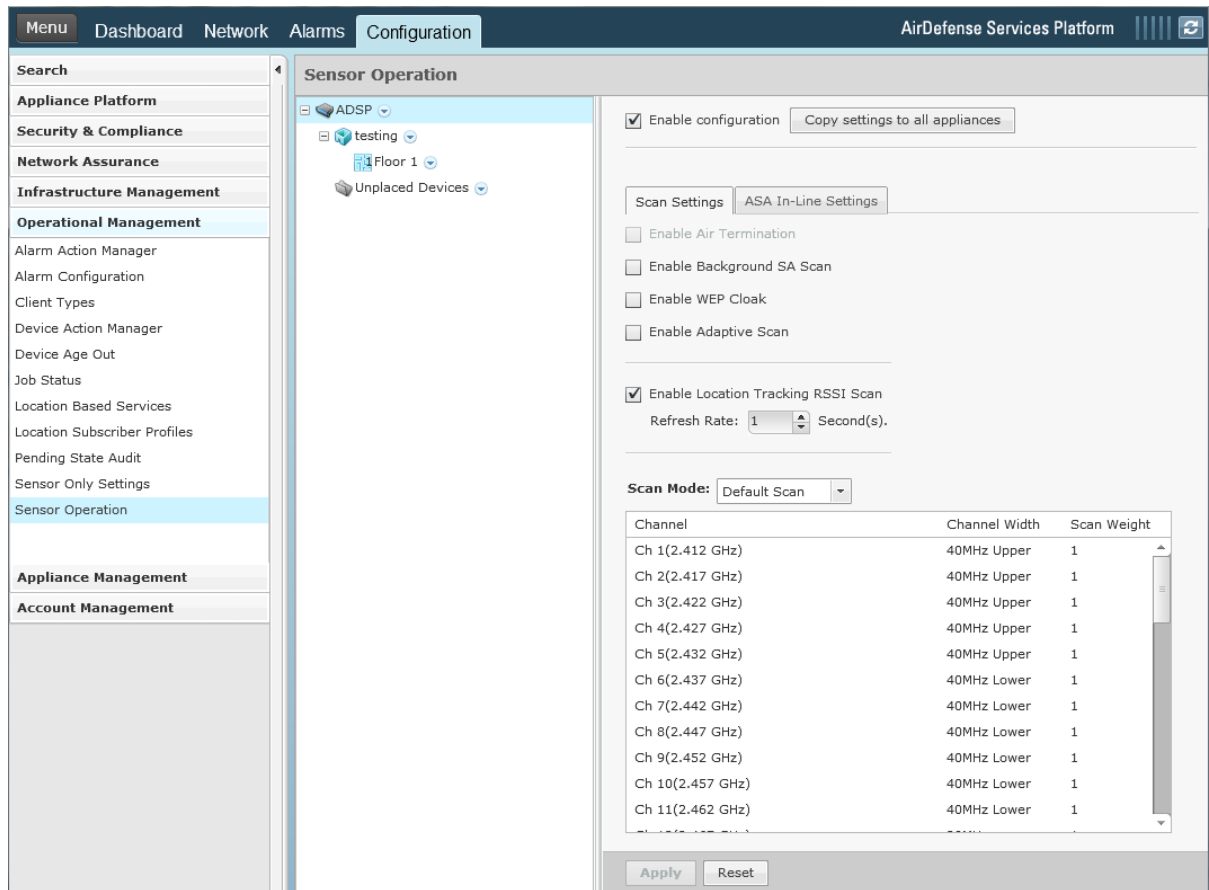 Menu Dashboard Network Alarms Configuration AirDefense Services Platform
Search
Appliance Platform
Security & Compliance
Network Assurance
Infrastructure Management
Operational Management
Alarm Action Manager
Alarm Configuration
Client Types
Device Action Manager
Device Age Out
Job Status
Location Based Services
Location Subscriber Profiles
Pending State Audit
Sensor Only Settings
Sensor Operation
Appliance Management
Account Management
Sensor Operation
ADSP
testing
1 Floor 1
Unplaced Devices
Enable configuration Copy settings to all appliances
Scan Settings ASA In-Line Settings
Enable Air Termination
Enable Background SA Scan
Enable WEP Cloak
Enable Adaptive Scan
Enable Location Tracking RSSI Scan
Refresh Rate: 1 Second(s).
Scan Mode: Default Scan
Channel Channel Width Scan Weight
Ch 1(2.412 GHz) 40MHz Upper 1
Ch 2(2.417 GHz) 40MHz Upper 1
Ch 3(2.422 GHz) 40MHz Upper 1
Ch 4(2.427 GHz) 40MHz Upper 1
Ch 5(2.432 GHz) 40MHz Upper 1
Ch 6(2.437 GHz) 40MHz Lower 1
Ch 7(2.442 GHz) 40MHz Lower 1
Ch 8(2.447 GHz) 40MHz Lower 1
Ch 9(2.452 GHz) 40MHz Lower 1
Ch 10(2.457 GHz) 40MHz Lower 1
Ch 11(2.462 GHz) 40MHz Lower 1
Apply Reset